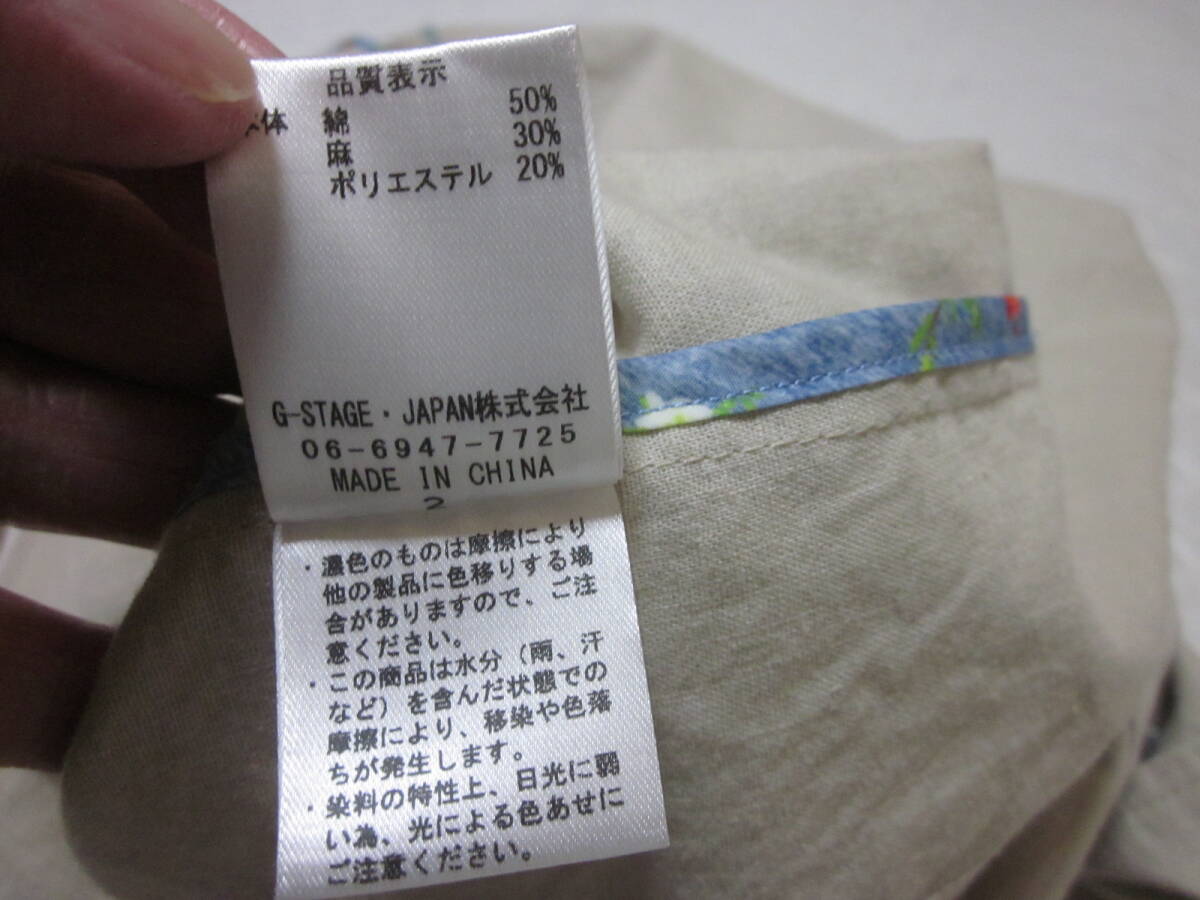 品質表示
体 綿 50%
麻 30%
ポリエステル 20%
G-STAGE・JAPAN株式会社
06-6947-7725
MADE IN CHINA
2
・濃色のものは摩擦により
他の製品に色移りする場
合がありますので、ご注
意ください。
・この商品は水分（雨、汗
など）を含んだ状態での
摩擦により、移染や色落
ちが発生します。
・染料の特性上、日光に弱
い為、光による色あせに
ご注意ください。